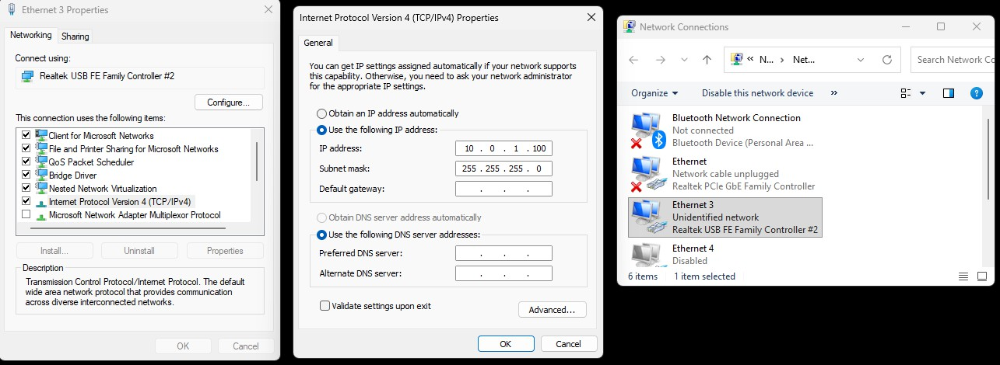 Ethernet 3 Properties
Networking
Sharing
Connect using:
Realtek USB FE Family Controller #2
Configure...
This connection uses the following items:
Client for Microsoft Networks
File and Printer Sharing for Microsoft Networks
QoS Packet Scheduler
Bridge Driver
Nested Network Virtualization
Internet Protocol Version 4 (TCP/IPv4)
Microsoft Network Adapter Multiplexor Protocol
Install...
Uninstall
Properties
Description
Transmission Control Protocol/Internet Protocol. The default
wide area network protocol that provides communication
across diverse interconnected networks.
OK
Cancel
Internet Protocol Version 4 (TCP/IPv4) Properties
General
You can get IP settings assigned automatically if your network supports
this capability. Otherwise, you need to ask your network administrator
for the appropriate IP settings.
Obtain an IP address automatically
Use the following IP address:
IP address:
10 . 0 . 1 . 100
Subnet mask:
255 . 255 . 255 . 0
Default gateway:
. . .
Obtain DNS server address automatically
Use the following DNS server addresses:
Preferred DNS server:
. . .
Alternate DNS server:
. . .
Validate settings upon exit
Advanced...
OK
Cancel
Network Connections
« N... › Net...
Search Network Co
Organize
Disable this network device
»
Bluetooth Network Connection
Not connected
Bluetooth Device (Personal Area ...
Ethernet
Network cable unplugged
Realtek PCIe GbE Family Controller
Ethernet 3
Unidentified network
Realtek USB FE Family Controller #2
Ethernet 4
Disabled
6 items
1 item selected